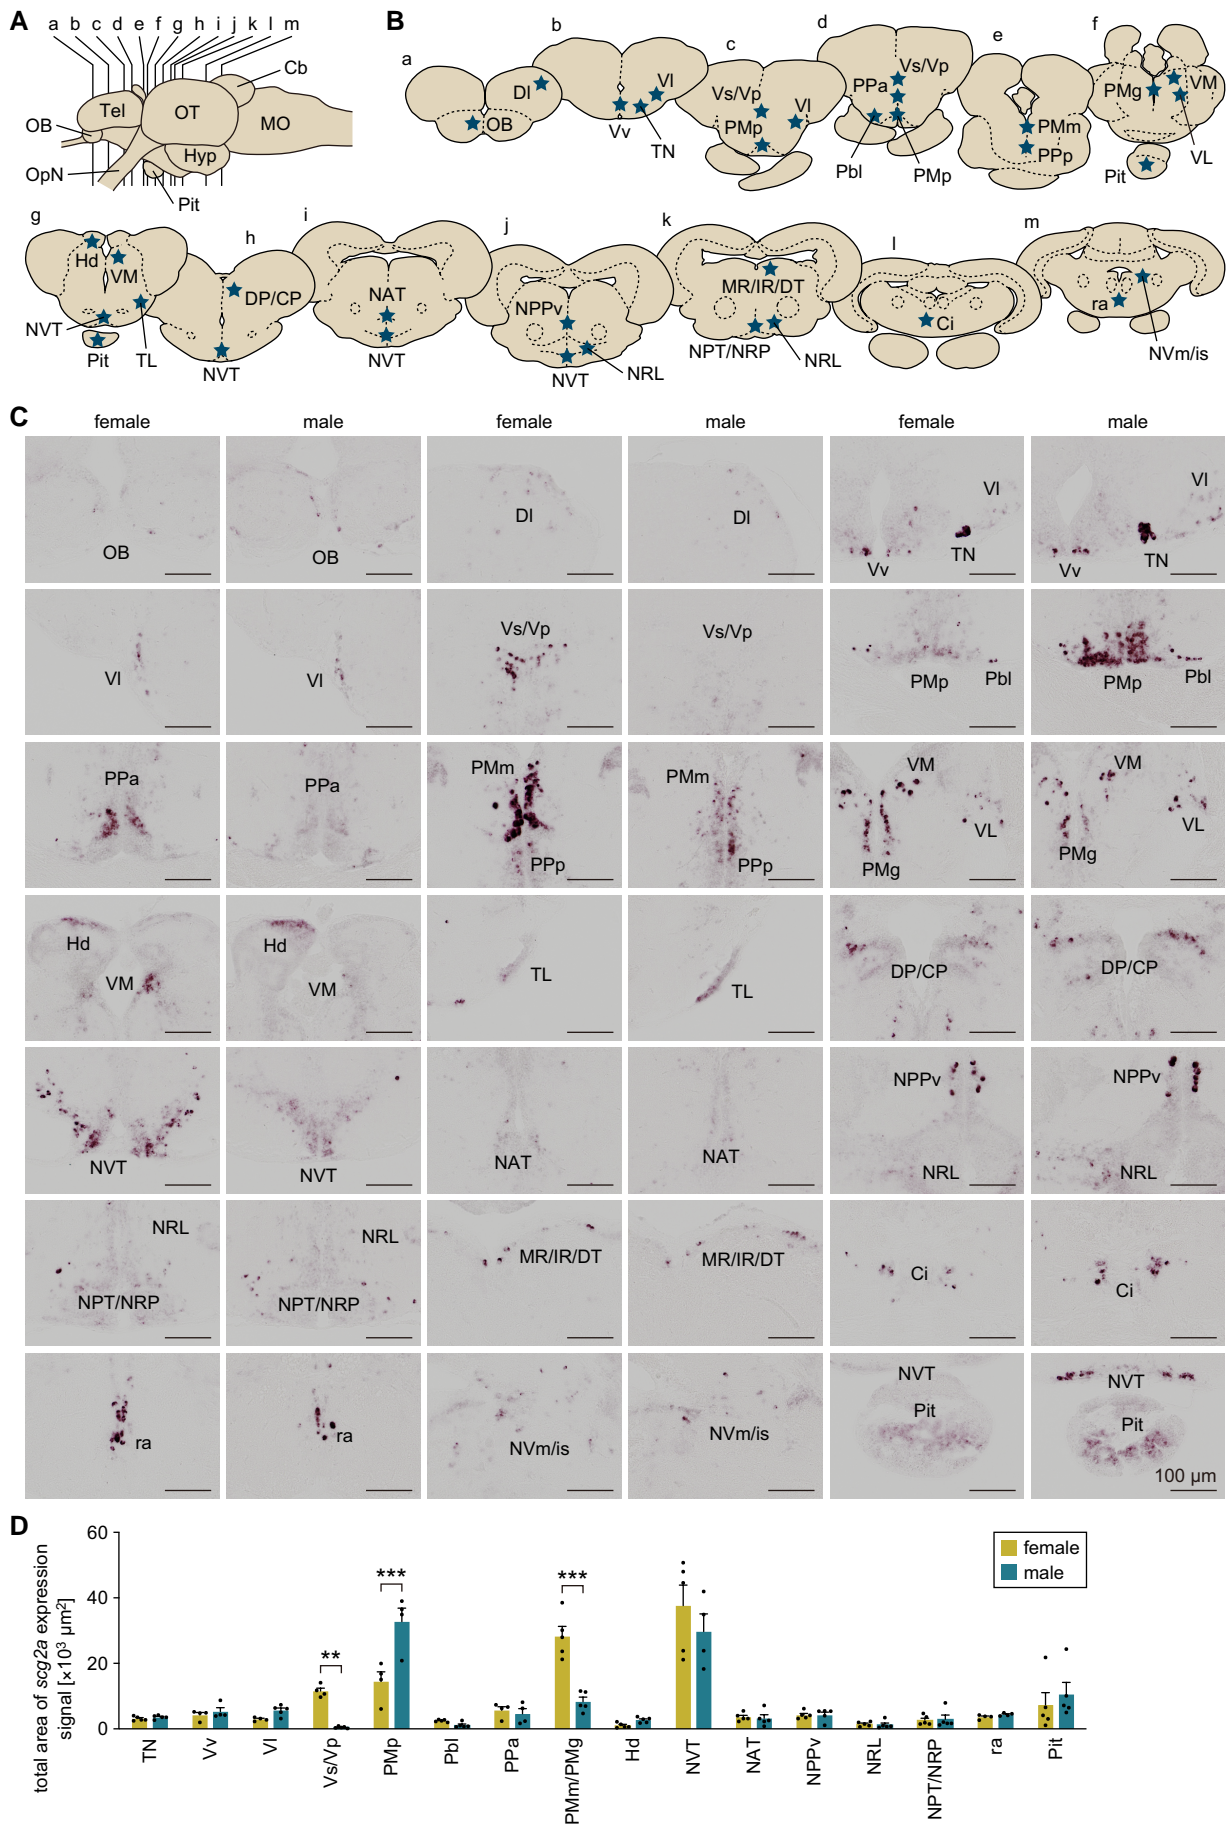 A
a b c d e f g h i j k l m
Cb
Tel
OT
MO
OB
Hyp
OpN
Pit
B
a
Dl
OB
b
Vl
Vv
TN
c
Vs/Vp
Vl
PMp
d
Vs/Vp
PPa
Pbl
PMp
e
PMm
PPp
f
PMg
VM
VL
Pit
g
Hd
VM
NVT
Pit
TL
h
DP/CP
NVT
i
NAT
NVT
j
NPPv
NRL
NVT
k
MR/IR/DT
NPT/NRP
NRL
l
Ci
m
ra
NVm/is
C
female male female male female male
OB
OB
Dl
Dl
Vl
TN
Vv
Vl
TN
Vv
Vl
Vl
Vs/Vp
Vs/Vp
PMp
Pbl
PMp
Pbl
PPa
PPa
PMm
PPp
PMm
PPp
VM
VL
PMg
VM
VL
PMg
Hd
VM
Hd
VM
TL
TL
DP/CP
DP/CP
NVT
NVT
NAT
NAT
NPPv
NRL
NPPv
NRL
NRL
NPT/NRP
NRL
NPT/NRP
MR/IR/DT
MR/IR/DT
Ci
Ci
ra
ra
NVm/is
NVm/is
NVT
Pit
NVT
Pit
100 µm
D
total area of scg2a expression
signal [×10³ µm²]
60
40
20
0
**
***
***
female
male
TN
Vv
Vl
Vs/Vp
PMp
Pbl
PPa
PMm/PMg
Hd
NVT
NAT
NPPv
NRL
NPT/NRP
ra
Pit